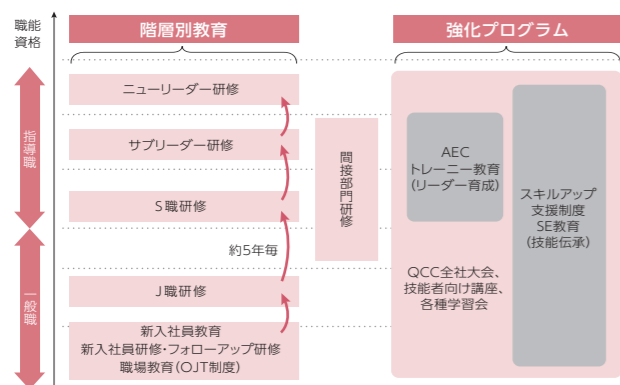 職能
資格
階層別教育
強化プログラム
指導職
一般職
ニューリーダー研修
サブリーダー研修
S職研修
約5年毎
J職研修
新入社員教育
新入社員研修・フォローアップ研修
職場教育(OJT制度)
間接部門研修
AEC
トレーニー教育
(リーダー育成)
スキルアップ
支援制度
SE教育
(技能伝承)
QCC全社大会、
技能者向け講座、
各種学習会